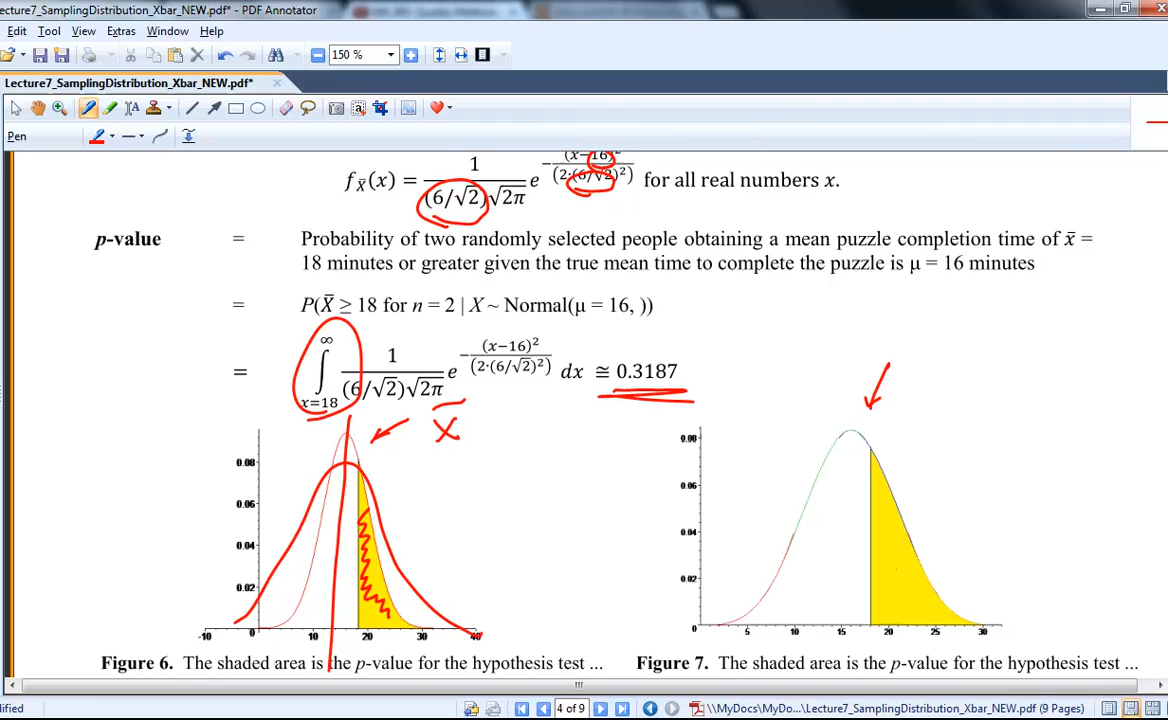 Lecture7_SamplingDistribution_Xbar_NEW.pdf* - PDF Annotator
Edit Tool View Extras Window Help
150 %
Lecture7_SamplingDistribution_Xbar_NEW.pdf*
Pen
f_X̄(x) = 1/((6/√2)√2π) e^(−(x−16)²/(2·(6/√2)²)) for all real numbers x.
p-value = Probability of two randomly selected people obtaining a mean puzzle completion time of x̄ =
18 minutes or greater given the true mean time to complete the puzzle is μ = 16 minutes
= P(X̄ ≥ 18 for n = 2 | X ~ Normal(μ = 16, ))
= ∫_{x=18}^{∞} 1/((6/√2)√2π) e^(−(x−16)²/(2·(6/√2)²)) dx ≅ 0.3187
X̄
0.08
0.06
0.04
0.02
-10 0 10 20 30 40
0.08
0.06
0.04
0.02
0 5 10 15 20 25 30
Figure 6. The shaded area is the p-value for the hypothesis test ...
Figure 7. The shaded area is the p-value for the hypothesis test ...
ified
4 of 9
\\MyDocs\MyDo...\Lecture7_SamplingDistribution_Xbar_NEW.pdf (9 Pages)